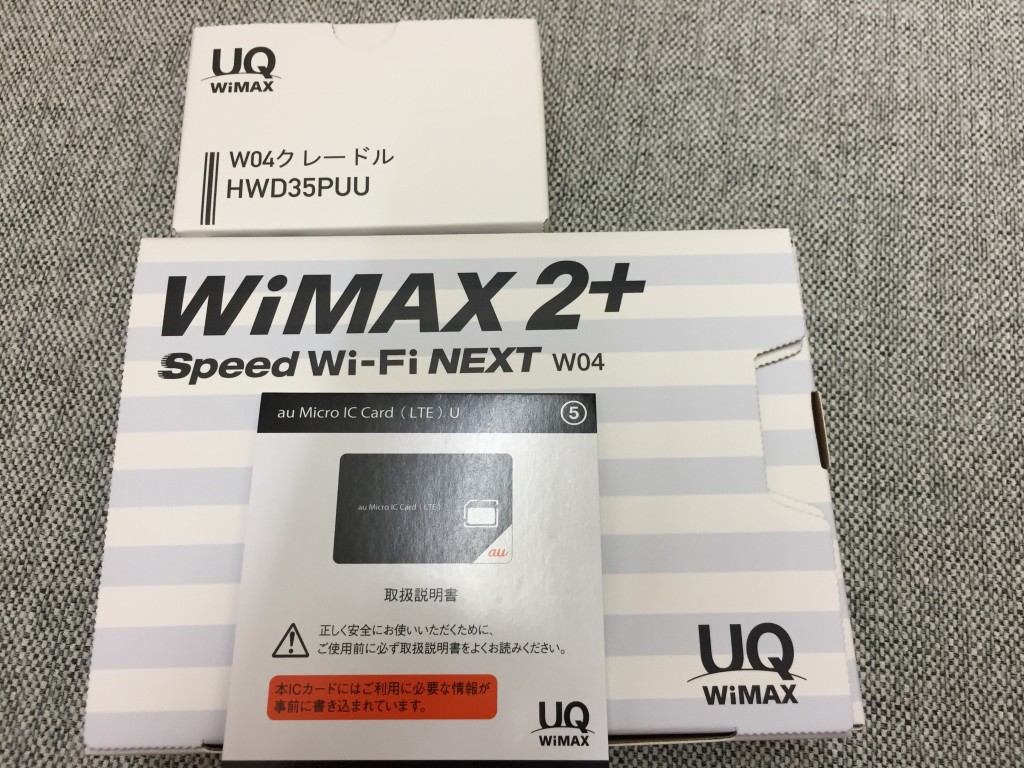 UQ
WiMAX
W04クレードル
HWD35PUU
WiMAX 2+
Speed Wi-Fi NEXT W04
au Micro IC Card (LTE) U ⑤
au Micro IC Card (LTE)
au
取扱説明書
正しく安全にお使いいただくために、
ご使用前に必ず取扱説明書をよくお読みください。
本ICカードにはご利用に必要な情報が
事前に書き込まれています。
UQ
WiMAX
UQ
WiMAX